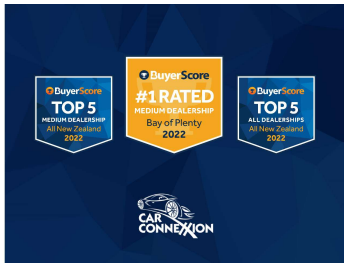 BuyerScore
TOP 5
MEDIUM DEALERSHIP
All New Zealand
2022
BuyerScore
#1 RATED
MEDIUM DEALERSHIP
Bay of Plenty
2022
BuyerScore
TOP 5
ALL DEALERSHIPS
All New Zealand
2022
CAR
CONNEXXION